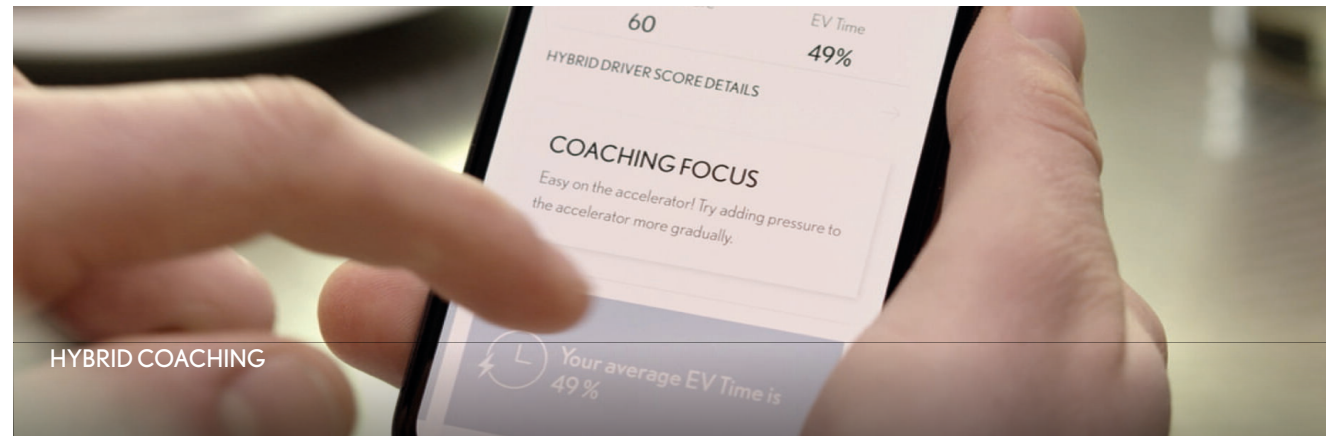 60
EV Time
49%
HYBRID DRIVER SCORE DETAILS
COACHING FOCUS
Easy on the accelerator! Try adding pressure to
the accelerator more gradually.
Your average EV Time is
49%
HYBRID COACHING